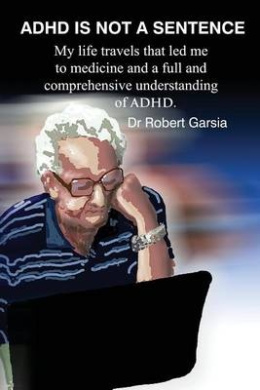 ADHD IS NOT A SENTENCE
My life travels that led me
to medicine and a full and
comprehensive understanding
of ADHD.
Dr Robert Garsia